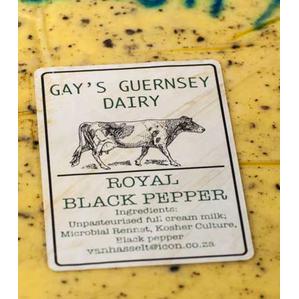 GAY'S GUERNSEY
DAIRY
ROYAL
BLACK PEPPER
Ingredients:
Unpasteurised full cream milk;
Microbial Rennet, Kosher Culture,
Black pepper
vanhasselt@icon.co.za